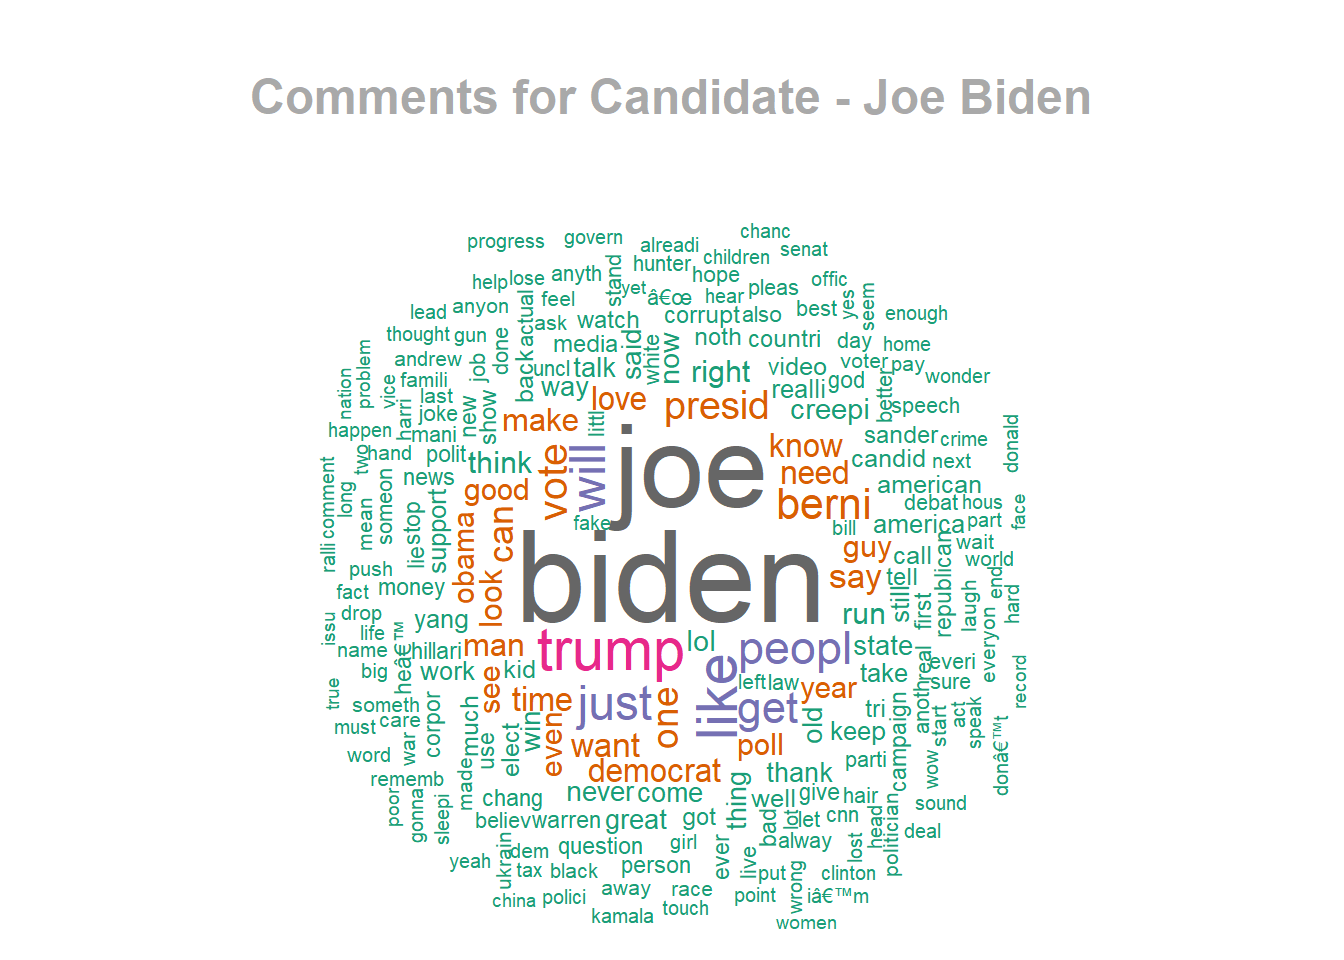 Comments for Candidate - Joe Biden
chanc
progress
govern
alreadi
senat
children
hunter
hope
help
lose
anyth
stand
yet
â€œ
hear
pleas
offic
yes
seem
lead
anyon
feel
actual
ask
watch
corrupt
also
best
enough
thought
gun
done
media
said
white
now
noth
countri
day
home
problem
nation
vice
andrew
famili
last
job
back
uncl
talk
way
right
video
realli
god
voter
pay
better
wonder
happen
harri
joke
mani
new
show
make
love
littl
presid
creepi
speech
two
hand
polit
think
vote
will
joe
know
sander
crime
donald
comment
long
mean
someon
news
good
need
candid
next
ralli
stop
lie
support
obama
look
can
fake
berni
american
debat
hous
bill
america
part
face
push
fact
money
biden
guy
say
call
tell
republican
wait
world
issu
drop
life
yang
run
still
first
laugh
end
hard
name
big
heâ€™
hillari
man
trump
lol
peopl
state
everyon
everi
work
kid
see
like
left
law
year
take
real
anoth
sure
record
true
someth
must
care
war
corpor
much
time
just
one
get
old
tri
keep
campaign
start
act
speak
donâ€™t
word
use
elect
win
even
want
poll
parti
wow
rememb
made
democrat
thank
poor
gonna
sleepi
chang
never
come
thing
well
give
hair
sound
believ
warren
great
got
bad
lot
let
cnn
head
politician
deal
yeah
ukrain
dem
question
girl
ever
live
alway
lost
tax
black
person
put
wrong
clinton
china
polici
away
race
point
iâ€™m
kamala
touch
women